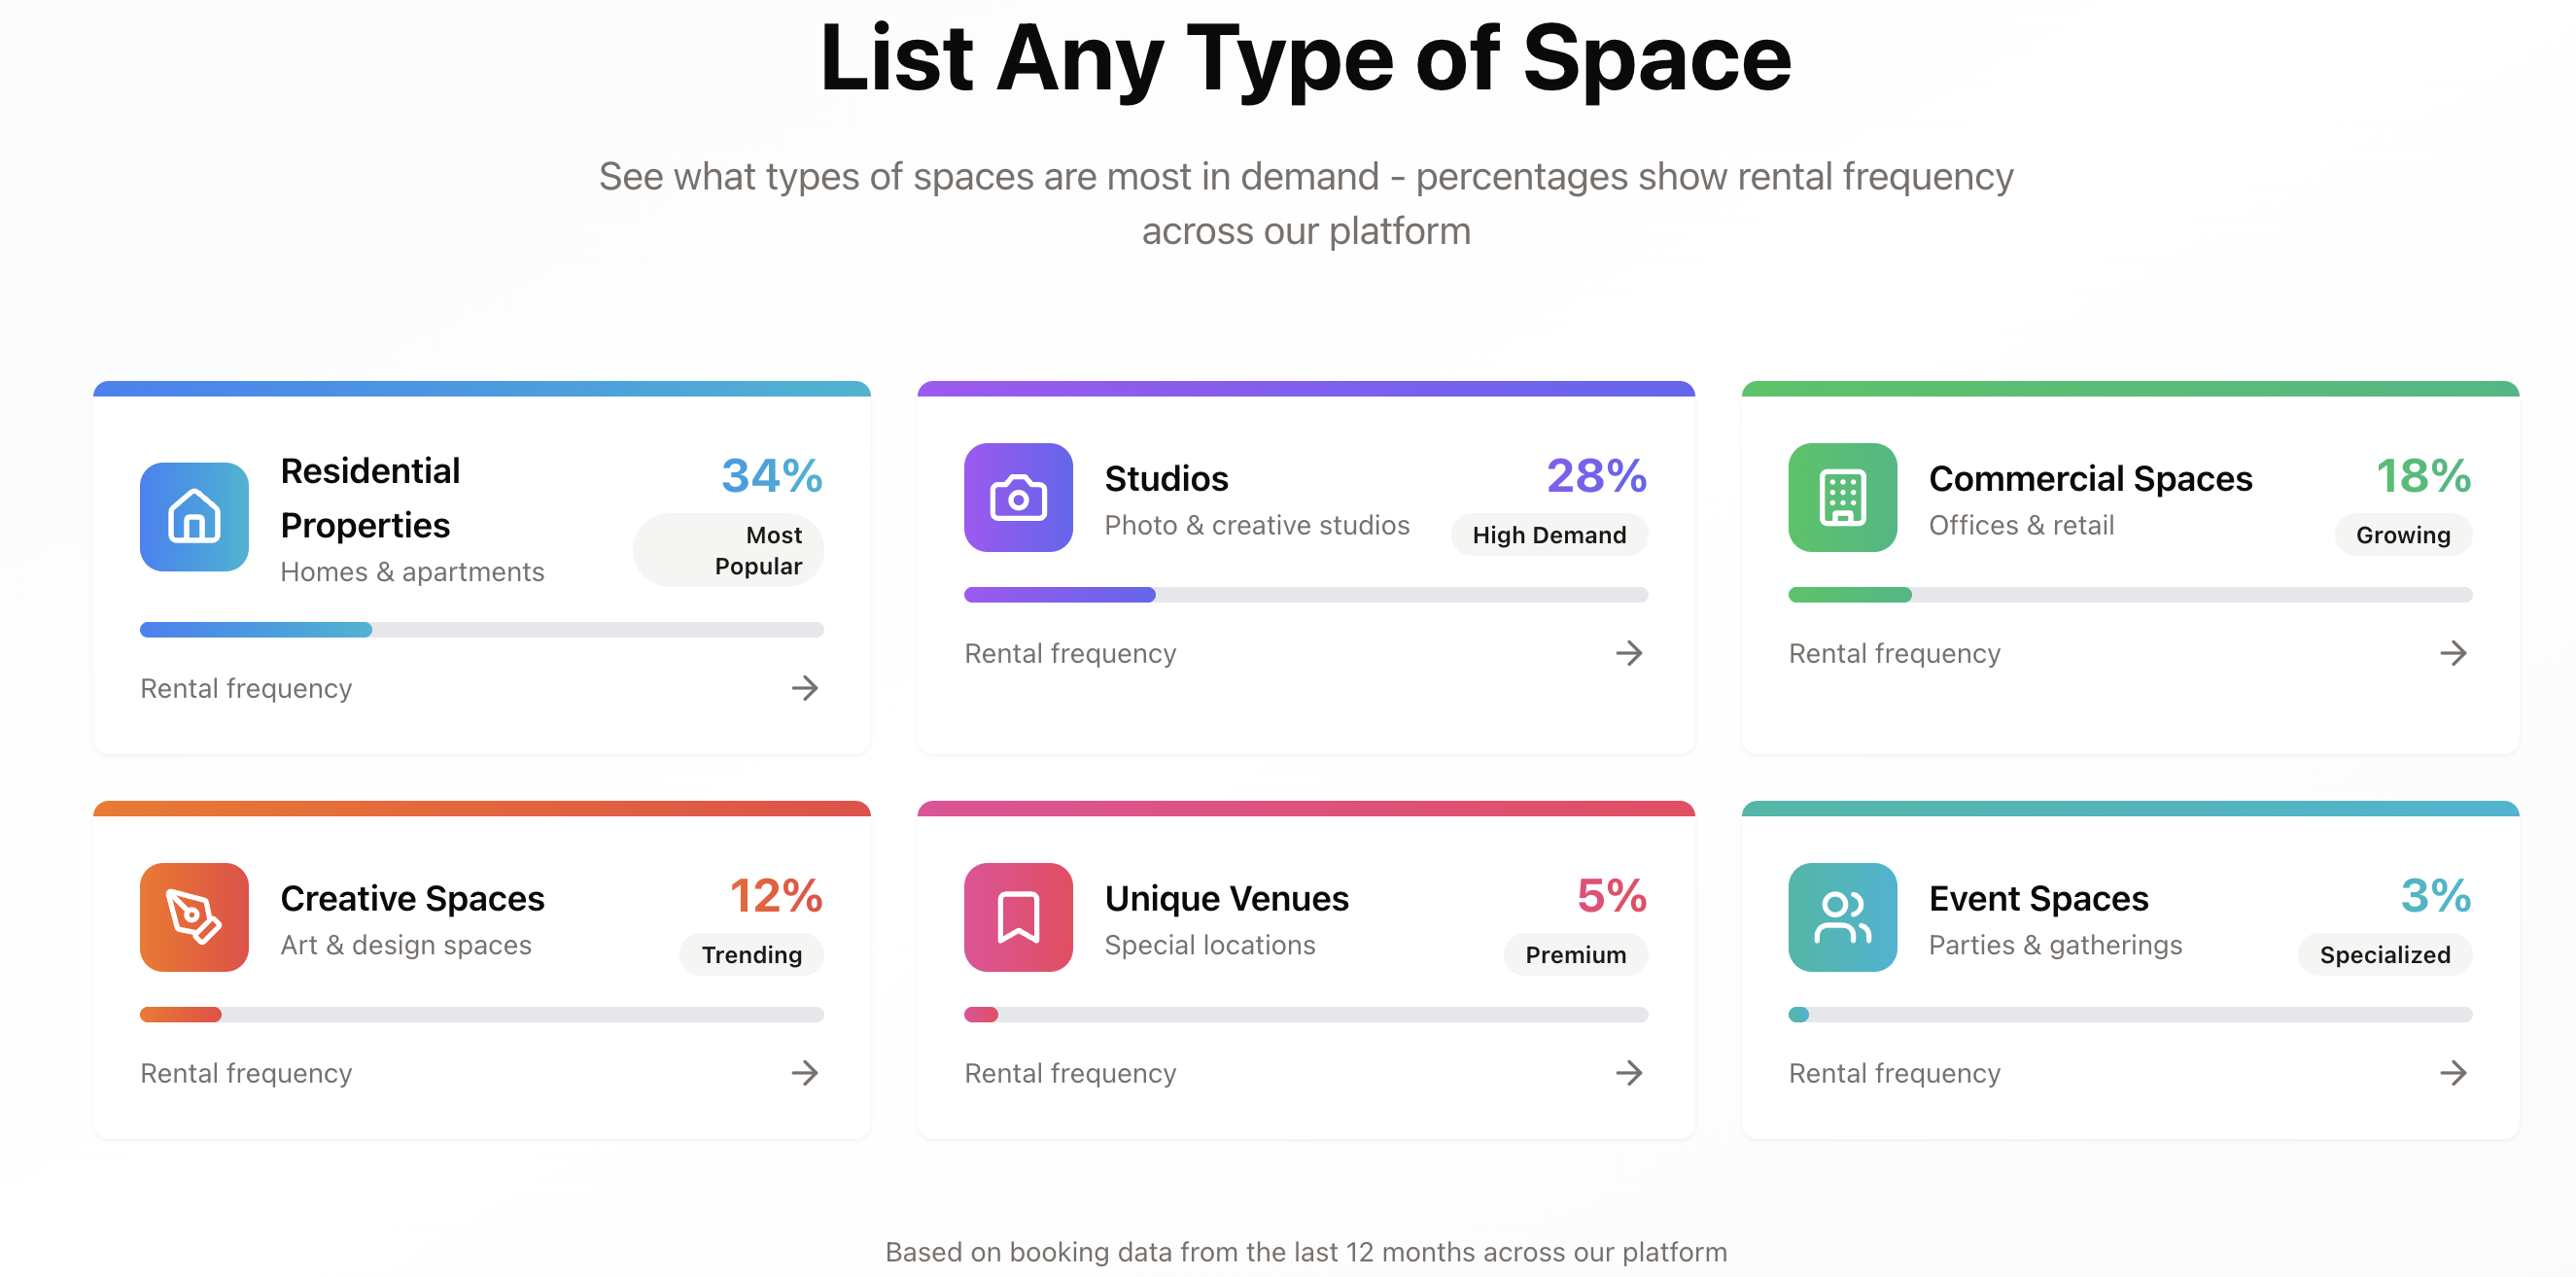 List Any Type of Space
See what types of spaces are most in demand - percentages show rental frequency
across our platform
Residential
Properties
Homes & apartments
34%
Most
Popular
Rental frequency
Studios
Photo & creative studios
28%
High Demand
Rental frequency
Commercial Spaces
Offices & retail
18%
Growing
Rental frequency
Creative Spaces
Art & design spaces
12%
Trending
Rental frequency
Unique Venues
Special locations
5%
Premium
Rental frequency
Event Spaces
Parties & gatherings
3%
Specialized
Rental frequency
Based on booking data from the last 12 months across our platform